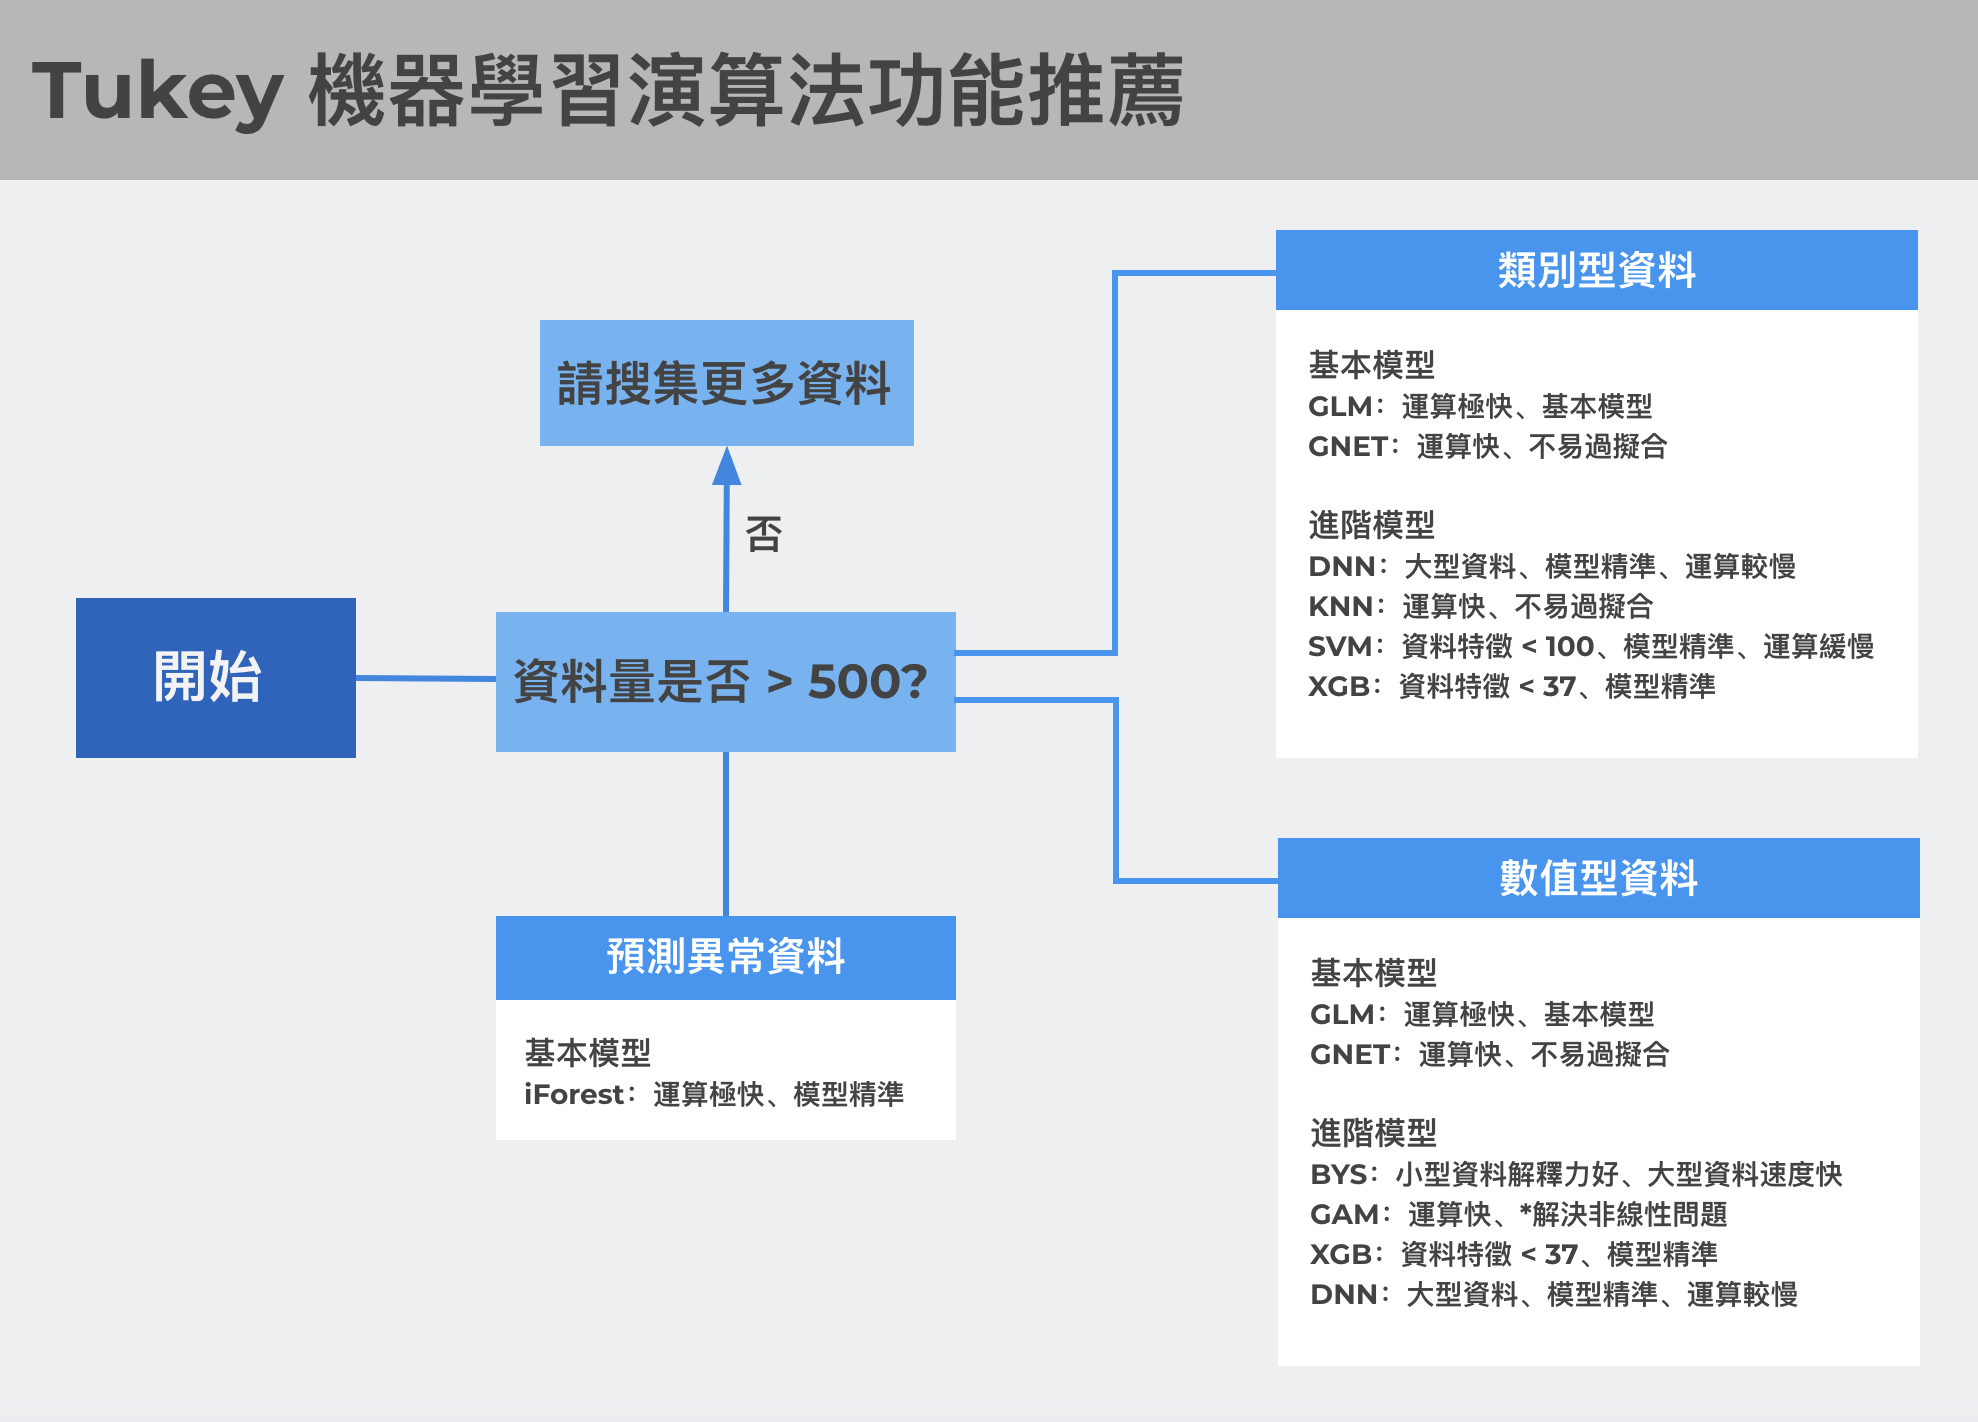 Tukey 機器學習演算法功能推薦
請搜集更多資料
否
開始
資料量是否 > 500?
預測異常資料
基本模型
iForest：運算極快、模型精準
類別型資料
基本模型
GLM：運算極快、基本模型
GNET：運算快、不易過擬合
進階模型
DNN：大型資料、模型精準、運算較慢
KNN：運算快、不易過擬合
SVM：資料特徵 < 100、模型精準、運算緩慢
XGB：資料特徵 < 37、模型精準
數值型資料
基本模型
GLM：運算極快、基本模型
GNET：運算快、不易過擬合
進階模型
BYS：小型資料解釋力好、大型資料速度快
GAM：運算快、*解決非線性問題
XGB：資料特徵 < 37、模型精準
DNN：大型資料、模型精準、運算較慢